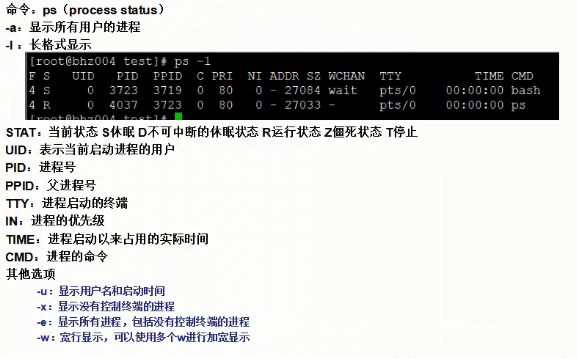 命令：ps（process status）
-a：显示所有用户的进程
-l ：长格式显示
[root@bhz004 test]# ps -l
F S UID PID PPID C PRI NI ADDR SZ WCHAN TTY TIME CMD
4 S 0 3723 3719 0 80 0 - 27084 wait pts/0 00:00:00 bash
4 R 0 4037 3723 0 80 0 - 27033 - pts/0 00:00:00 ps
STAT：当前状态 S休眠 D不可中断的休眠状态 R运行状态 Z僵死状态 T停止
UID：表示当前启动进程的用户
PID：进程号
PPID：父进程号
TTY：进程启动的终端
IN：进程的优先级
TIME：进程启动以来占用的实际时间
CMD：进程的命令
其他选项
-u：显示用户名和启动时间
-x：显示没有控制终端的进程
-e：显示所有进程，包括没有控制终端的进程
-w：宽行显示，可以使用多个w进行加宽显示